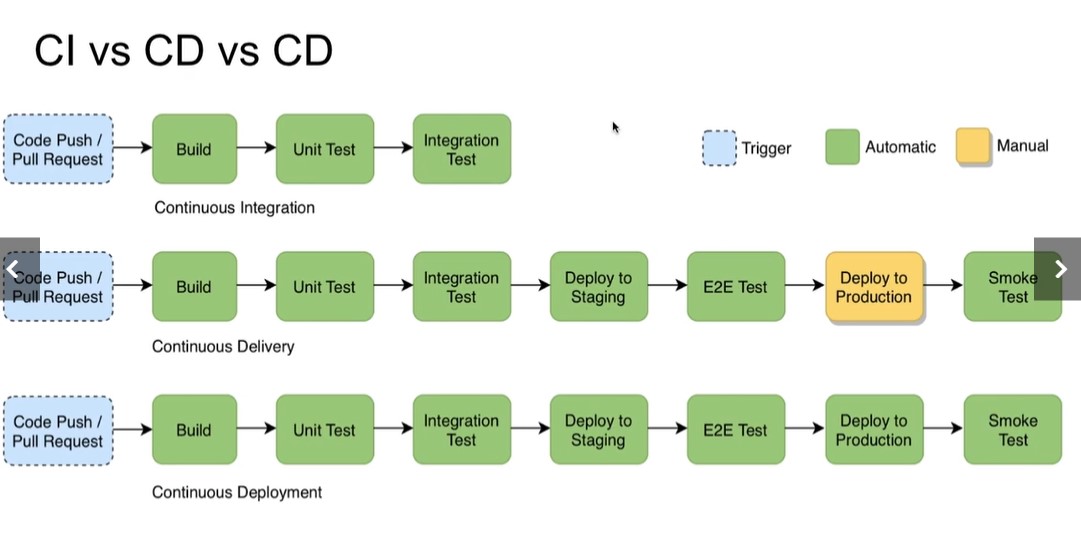 CI vs CD vs CD
Code Push /
Pull Request
Build
Unit Test
Integration
Test
Trigger
Automatic
Manual
Continuous Integration
Code Push /
Pull Request
Build
Unit Test
Integration
Test
Deploy to
Staging
E2E Test
Deploy to
Production
Smoke
Test
Continuous Delivery
Code Push /
Pull Request
Build
Unit Test
Integration
Test
Deploy to
Staging
E2E Test
Deploy to
Production
Smoke
Test
Continuous Deployment